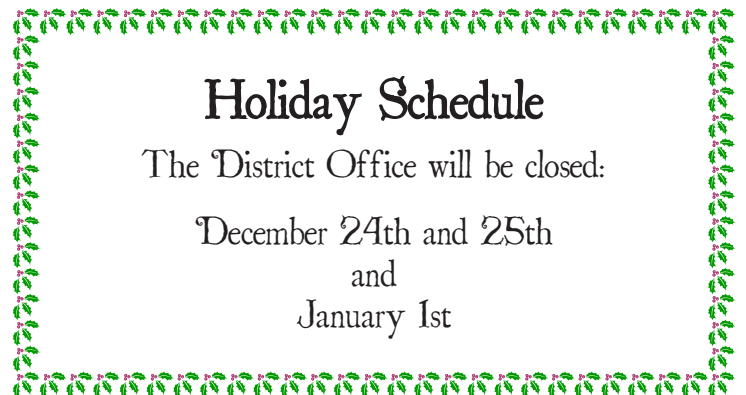 Holiday Schedule
The District Office will be closed:
December 24th and 25th
and
January 1st